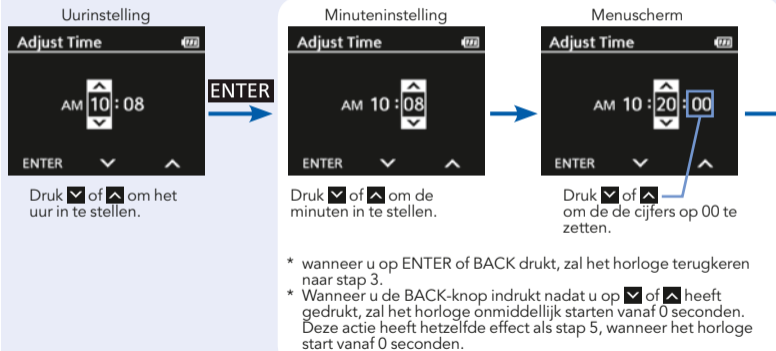 Uurinstelling
Adjust Time
AM 10 : 08
ENTER
Druk of om het
uur in te stellen.
ENTER
Minuteninstelling
Adjust Time
AM 10 : 08
ENTER
Druk of om de
minuten in te stellen.
Menuscherm
Adjust Time
AM 10 : 20 : 00
ENTER
Druk of
om de de cijfers op 00 te
zetten.
* wanneer u op ENTER of BACK drukt, zal het horloge terugkeren
naar stap 3.
* Wanneer u de BACK-knop indrukt nadat u op of heeft
gedrukt, zal het horloge onmiddellijk starten vanaf 0 seconden.
Deze actie heeft hetzelfde effect als stap 5, wanneer het horloge
start vanaf 0 seconden.